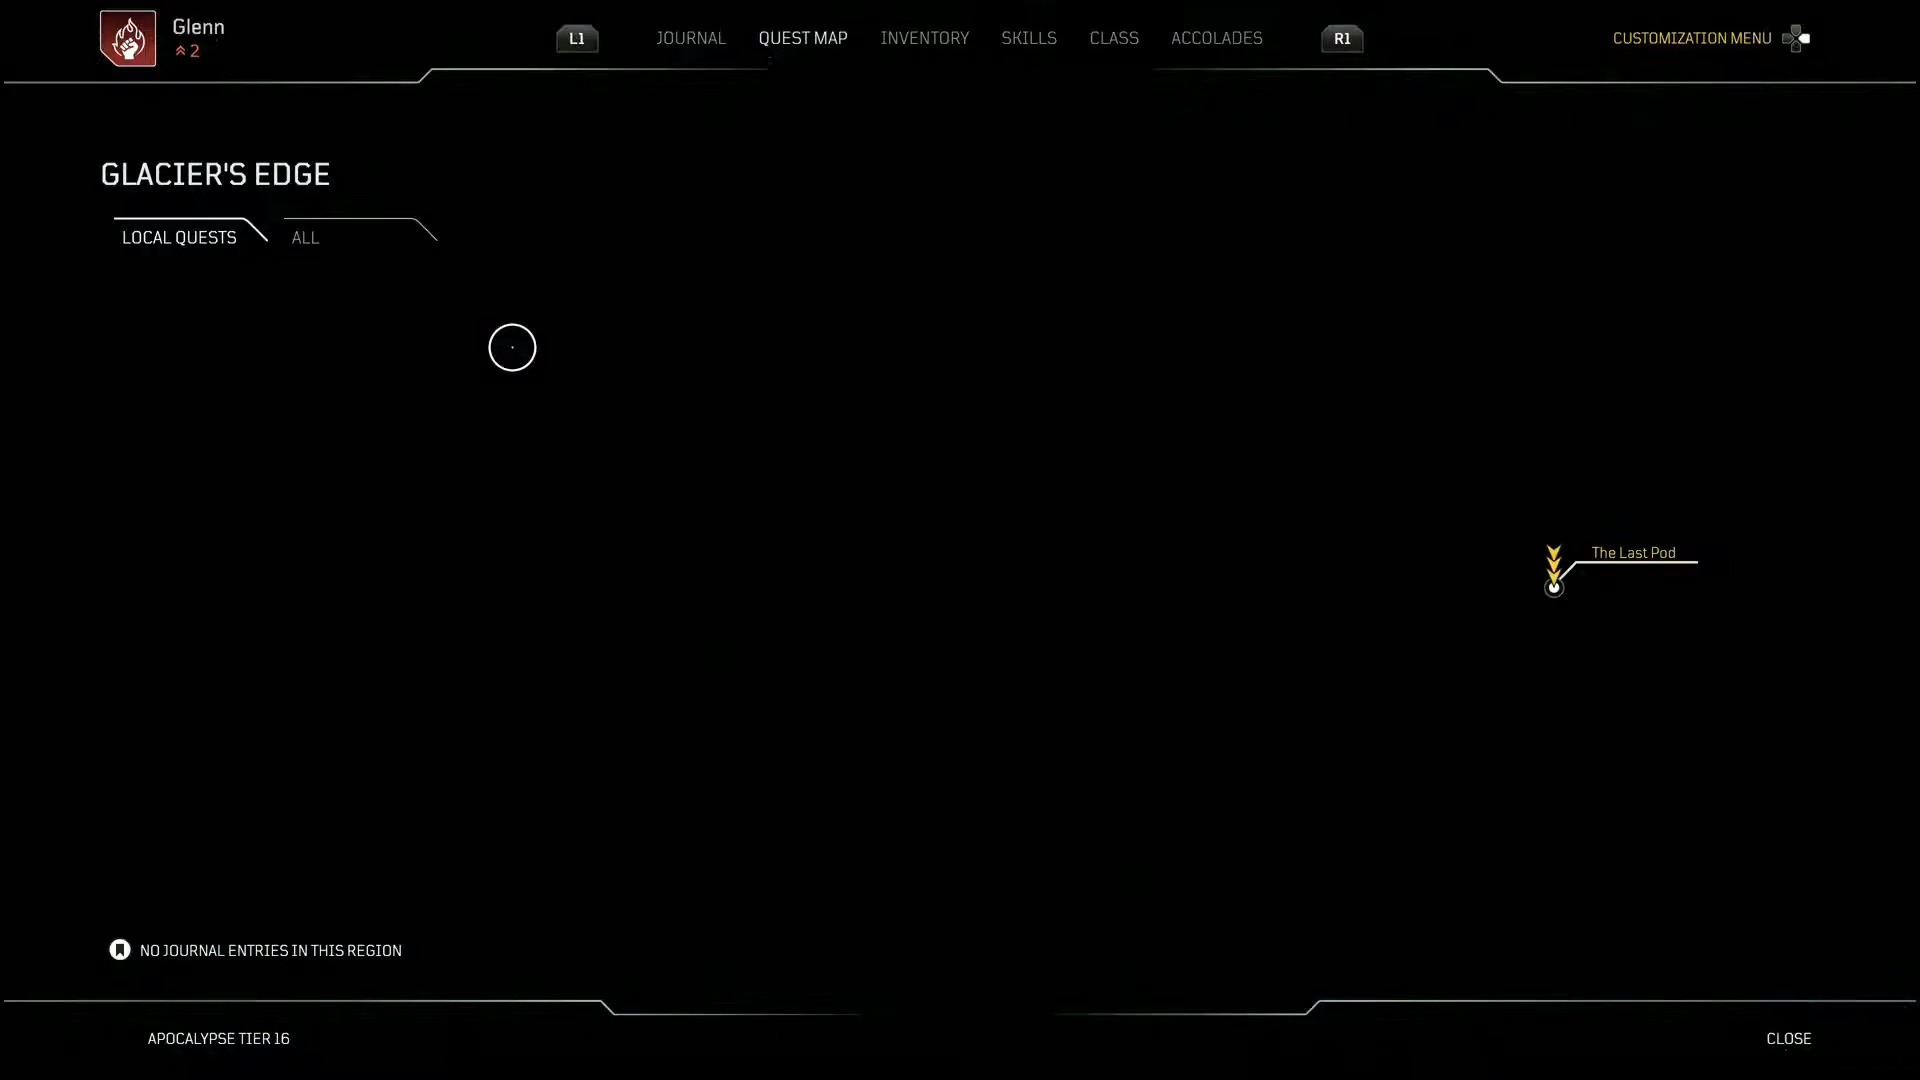 Glenn
2
L1
JOURNAL
QUEST MAP
INVENTORY
SKILLS
CLASS
ACCOLADES
R1
CUSTOMIZATION MENU
GLACIER'S EDGE
LOCAL QUESTS
ALL
The Last Pod
NO JOURNAL ENTRIES IN THIS REGION
APOCALYPSE TIER 16
CLOSE